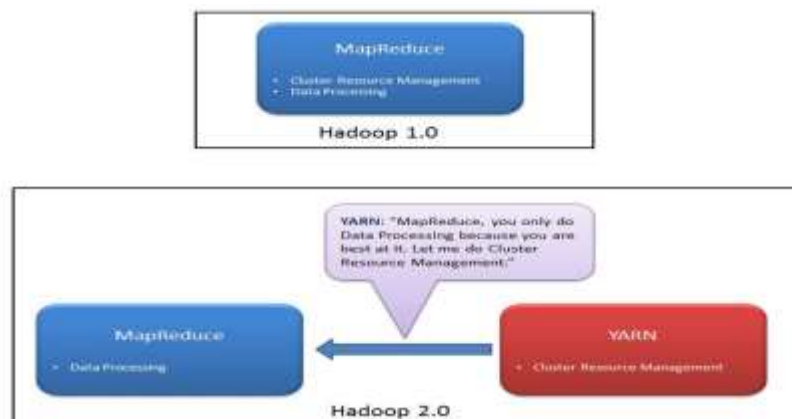 MapReduce
• Cluster Resource Management
• Data Processing
Hadoop 1.0
YARN: "MapReduce, you only do
Data Processing because you are
best at it. Let me do Cluster
Resource Management."
MapReduce
• Data Processing
YARN
• Cluster Resource Management
Hadoop 2.0